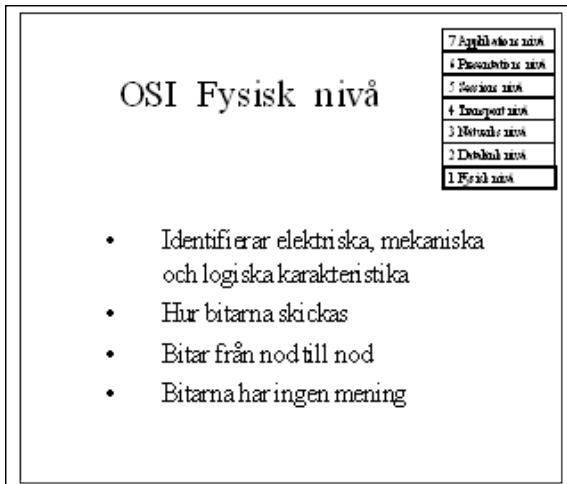 7 Applikations nivå
6 Presentations nivå
5 Sessions nivå
4 Transport nivå
3 Nätverks nivå
2 Datalänk nivå
1 Fysisk nivå
OSI Fysisk nivå
• Identifierar elektriska, mekaniska
och logiska karakteristika
• Hur bitarna skickas
• Bitar från nod till nod
• Bitarna har ingen mening